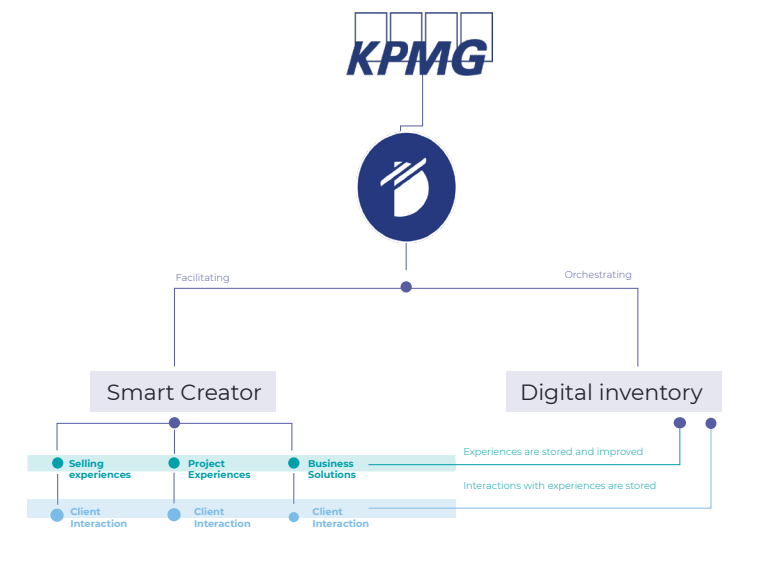 KPMG
Facilitating
Orchestrating
Smart Creator
Digital inventory
Experiences are stored and improved
Selling
experiences
Project
Experiences
Business
Solutions
Interactions with experiences are stored
Client
Interaction
Client
Interaction
Client
Interaction